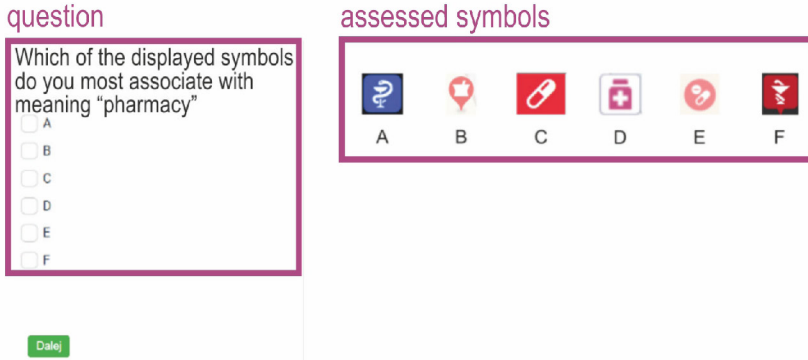 question
Which of the displayed symbols
do you most associate with
meaning “pharmacy”
A
B
C
D
E
F
Dalej
assessed symbols
A B C D E F